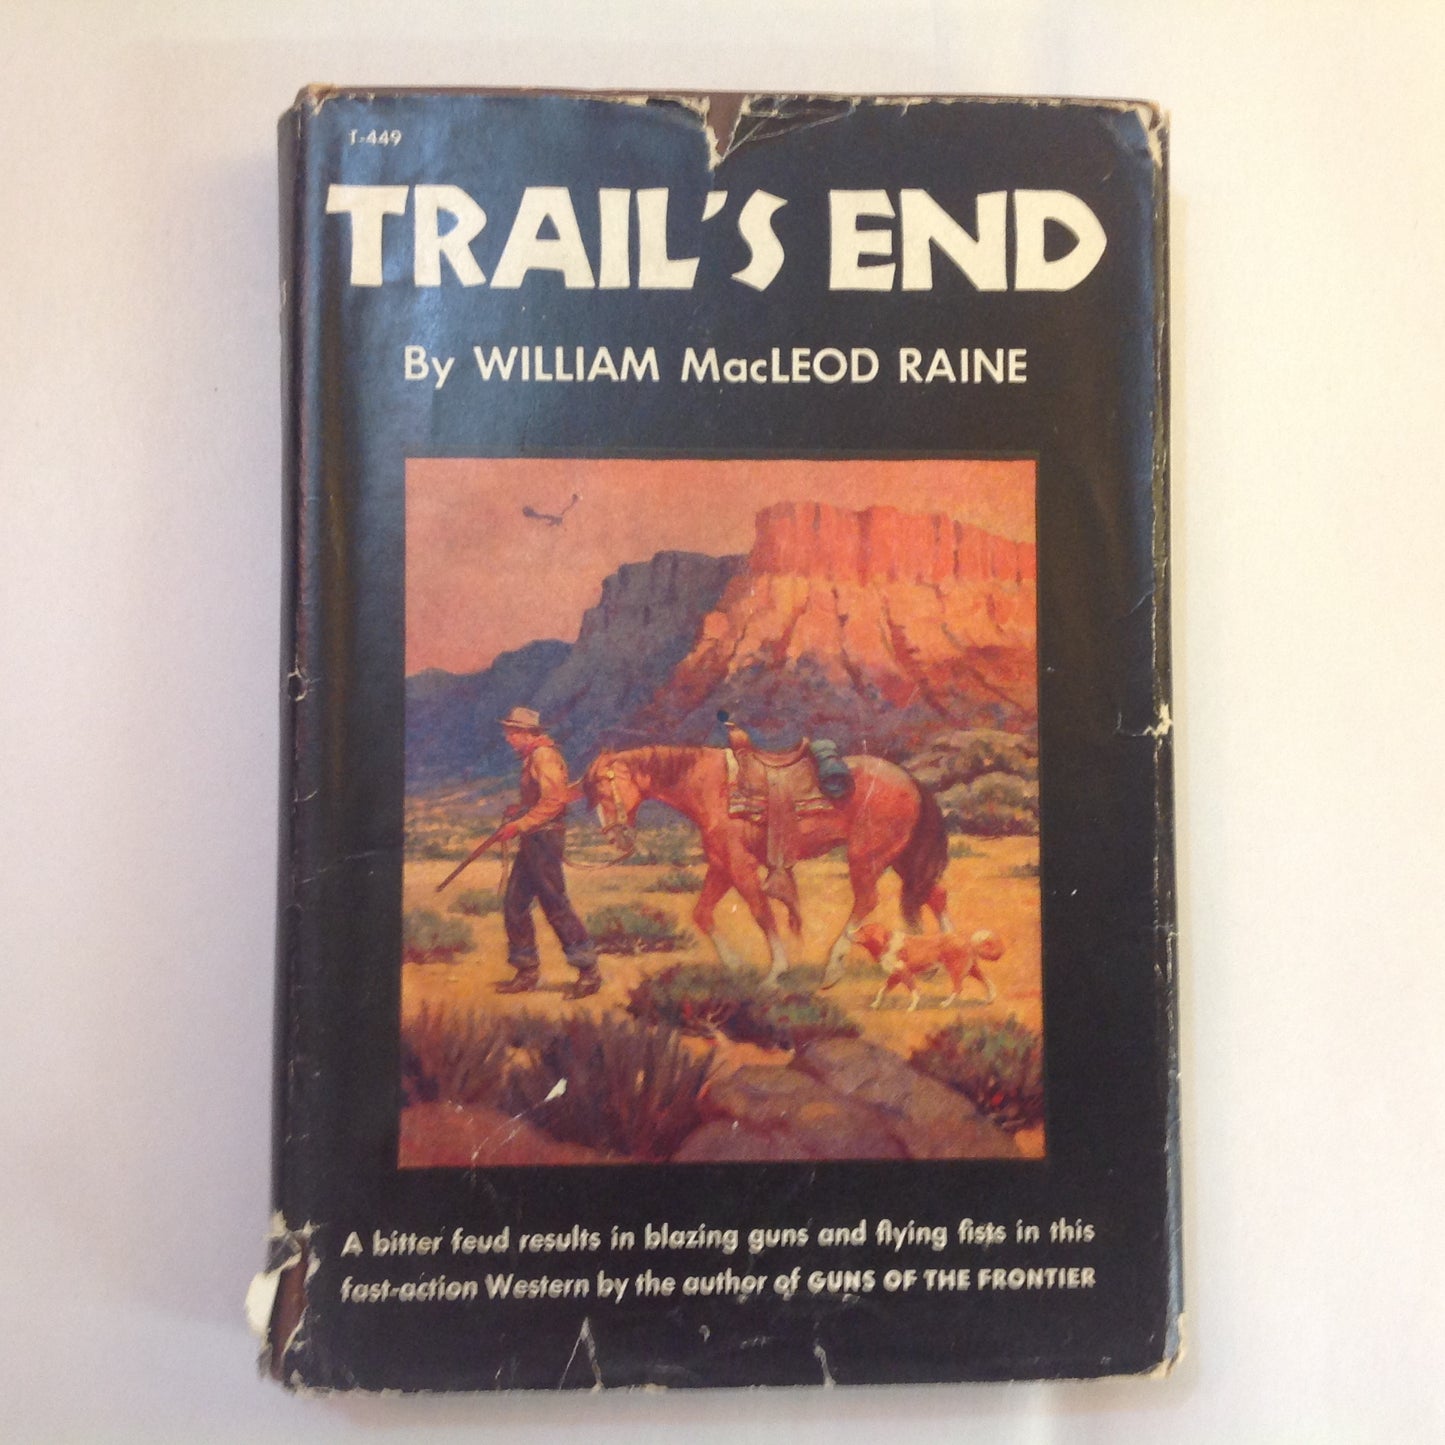 T-449
TRAIL'S END
By WILLIAM MacLEOD RAINE
A bitter feud results in blazing guns and flying fists in this
fast-action Western by the author of GUNS OF THE FRONTIER